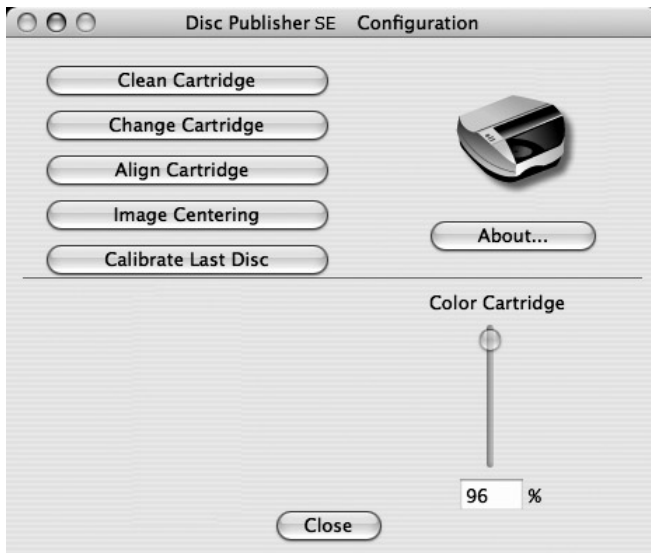 Disc Publisher SE Configuration
Clean Cartridge
Change Cartridge
Align Cartridge
Image Centering
Calibrate Last Disc
About...
Color Cartridge
96 %
Close